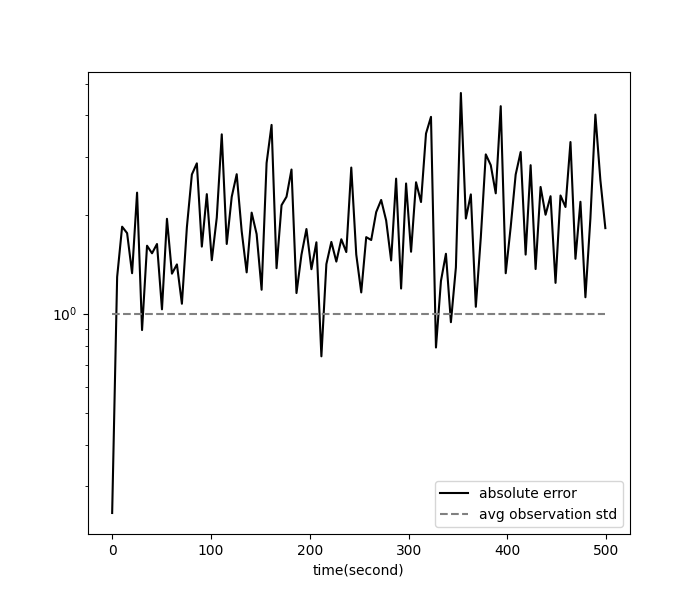 10⁰
0 100 200 300 400 500
time(second)
absolute error
avg observation std